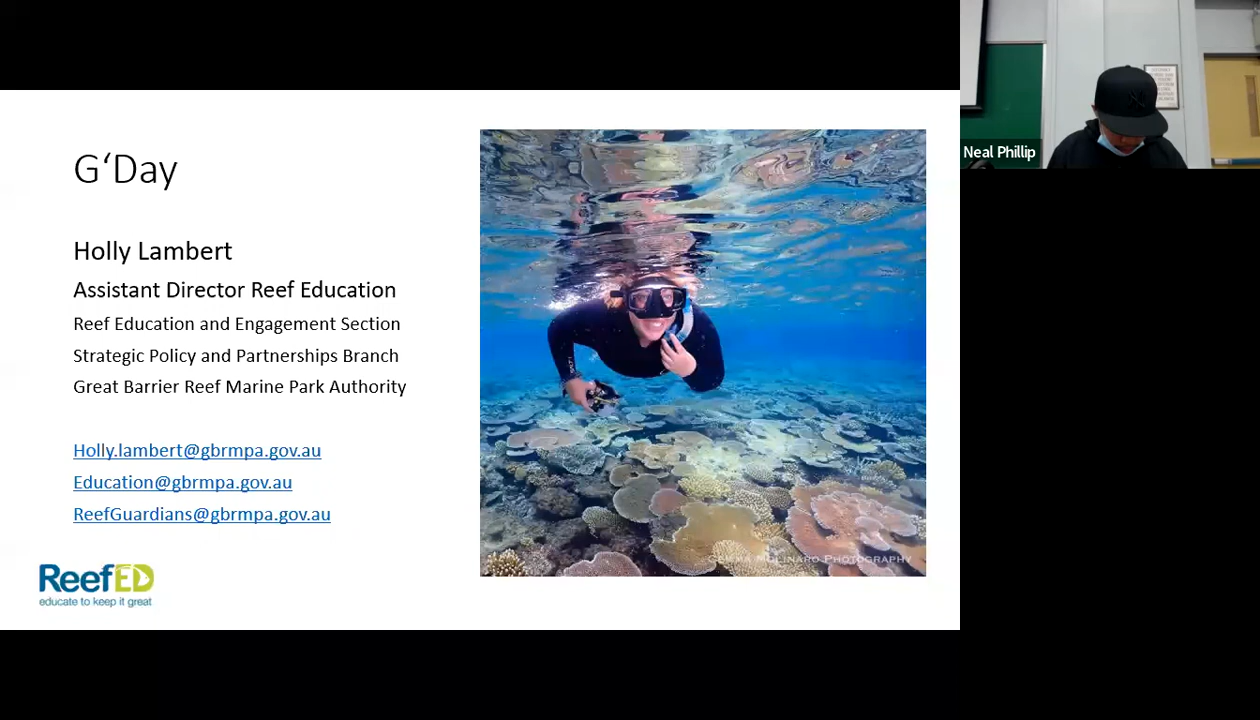 G‘Day
Holly Lambert
Assistant Director Reef Education
Reef Education and Engagement Section
Strategic Policy and Partnerships Branch
Great Barrier Reef Marine Park Authority
Holly.lambert@gbrmpa.gov.au
Education@gbrmpa.gov.au
ReefGuardians@gbrmpa.gov.au
ReefED
educate to keep it great
Molinaro Photography
Neal Phillip